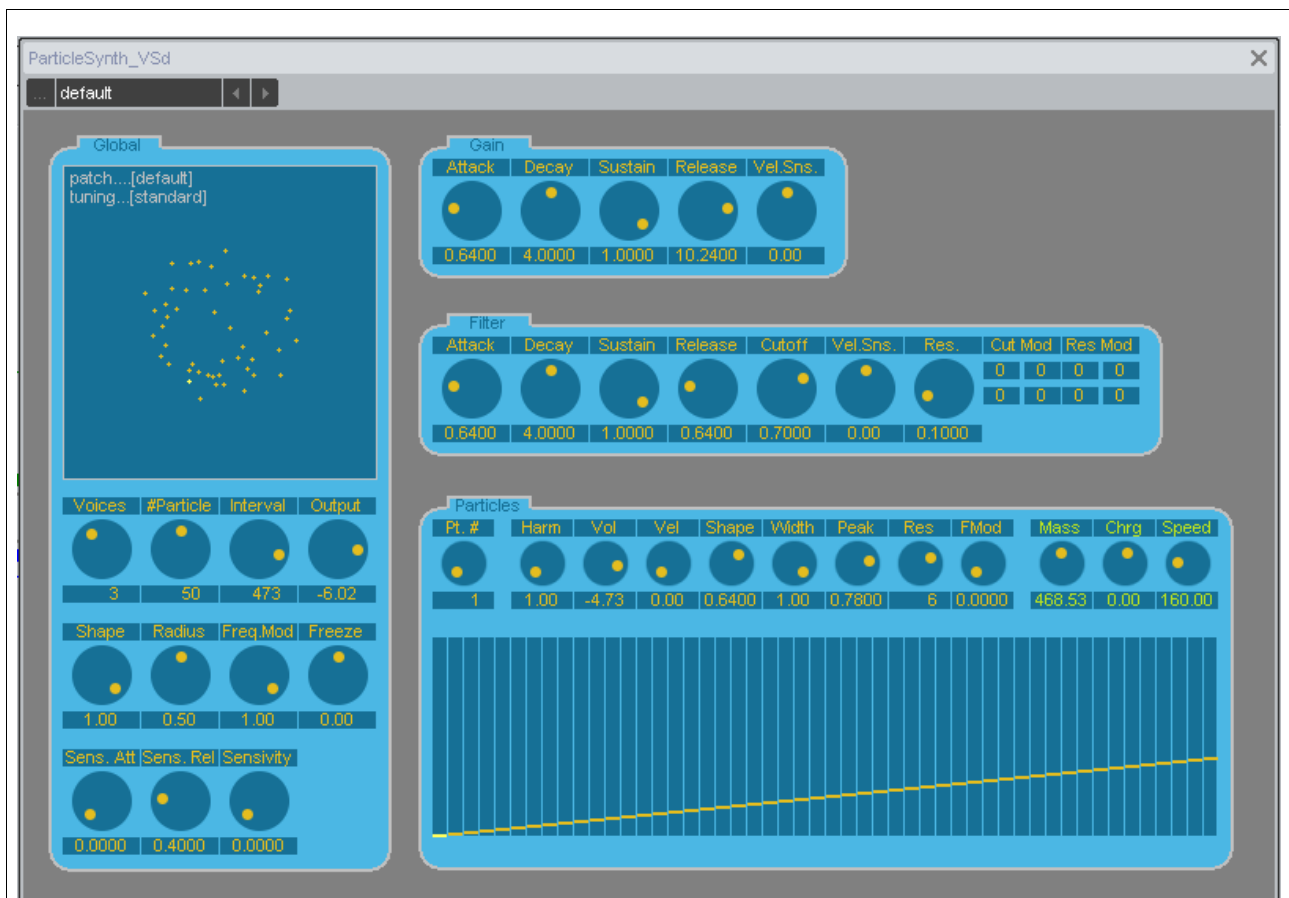 ParticleSynth_VSd
... default
Global
patch....[default]
tuning...[standard]
Voices #Particle Interval Output
3 50 473 -6.02
Shape Radius Freq.Mod Freeze
1.00 0.50 1.00 0.00
Sens. Att Sens. Rel Sensivity
0.0000 0.4000 0.0000
Gain
Attack Decay Sustain Release Vel.Sns.
0.6400 4.0000 1.0000 10.2400 0.00
Filter
Attack Decay Sustain Release Cutoff Vel.Sns. Res. Cut Mod Res Mod
0 0 0 0
0 0 0 0
0.6400 4.0000 1.0000 0.6400 0.7000 0.00 0.1000
Particles
Pt. # Harm Vol Vel Shape Width Peak Res FMod Mass Chrg Speed
1 1.00 -4.73 0.00 0.6400 1.00 0.7800 6 0.0000 468.53 0.00 160.00